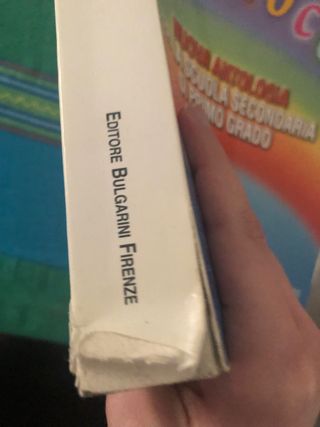 NUOVA ANTOLOGIA
SCUOLA SECONDARIA
PRIMO GRADO
EDITORE BULGARINI FIRENZE